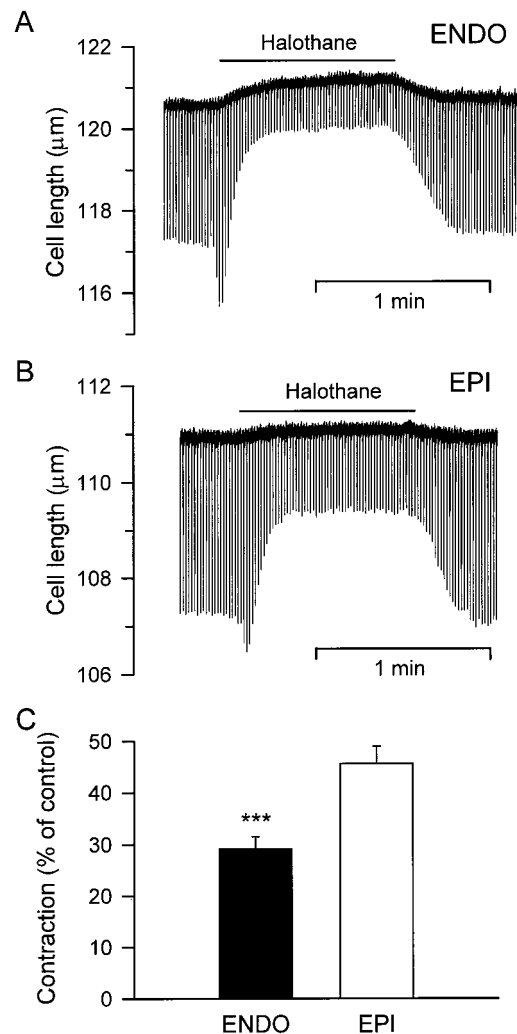 A
ENDO
Halothane
122
120
118
116
Cell length (μm)
1 min
B
EPI
Halothane
112
110
108
106
Cell length (μm)
1 min
C
50
40
30
20
10
0
Contraction (% of control)
***
ENDO
EPI